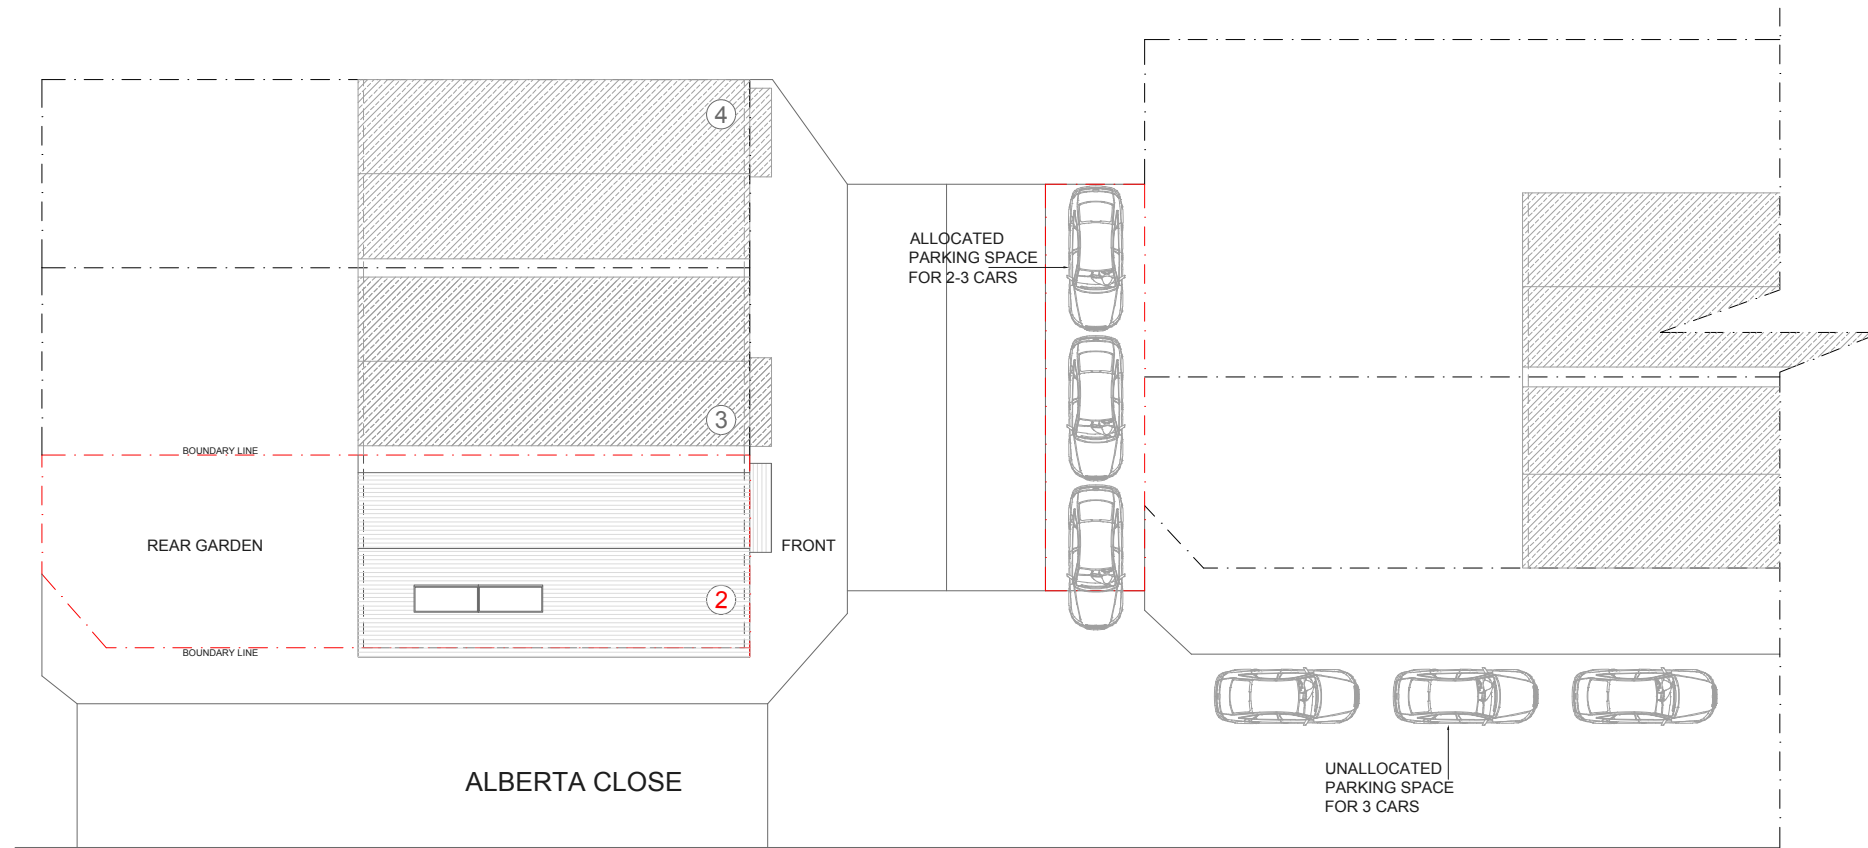 4
ALLOCATED
PARKING SPACE
FOR 2-3 CARS
3
BOUNDARY LINE
REAR GARDEN
FRONT
2
BOUNDARY LINE
ALBERTA CLOSE
UNALLOCATED
PARKING SPACE
FOR 3 CARS